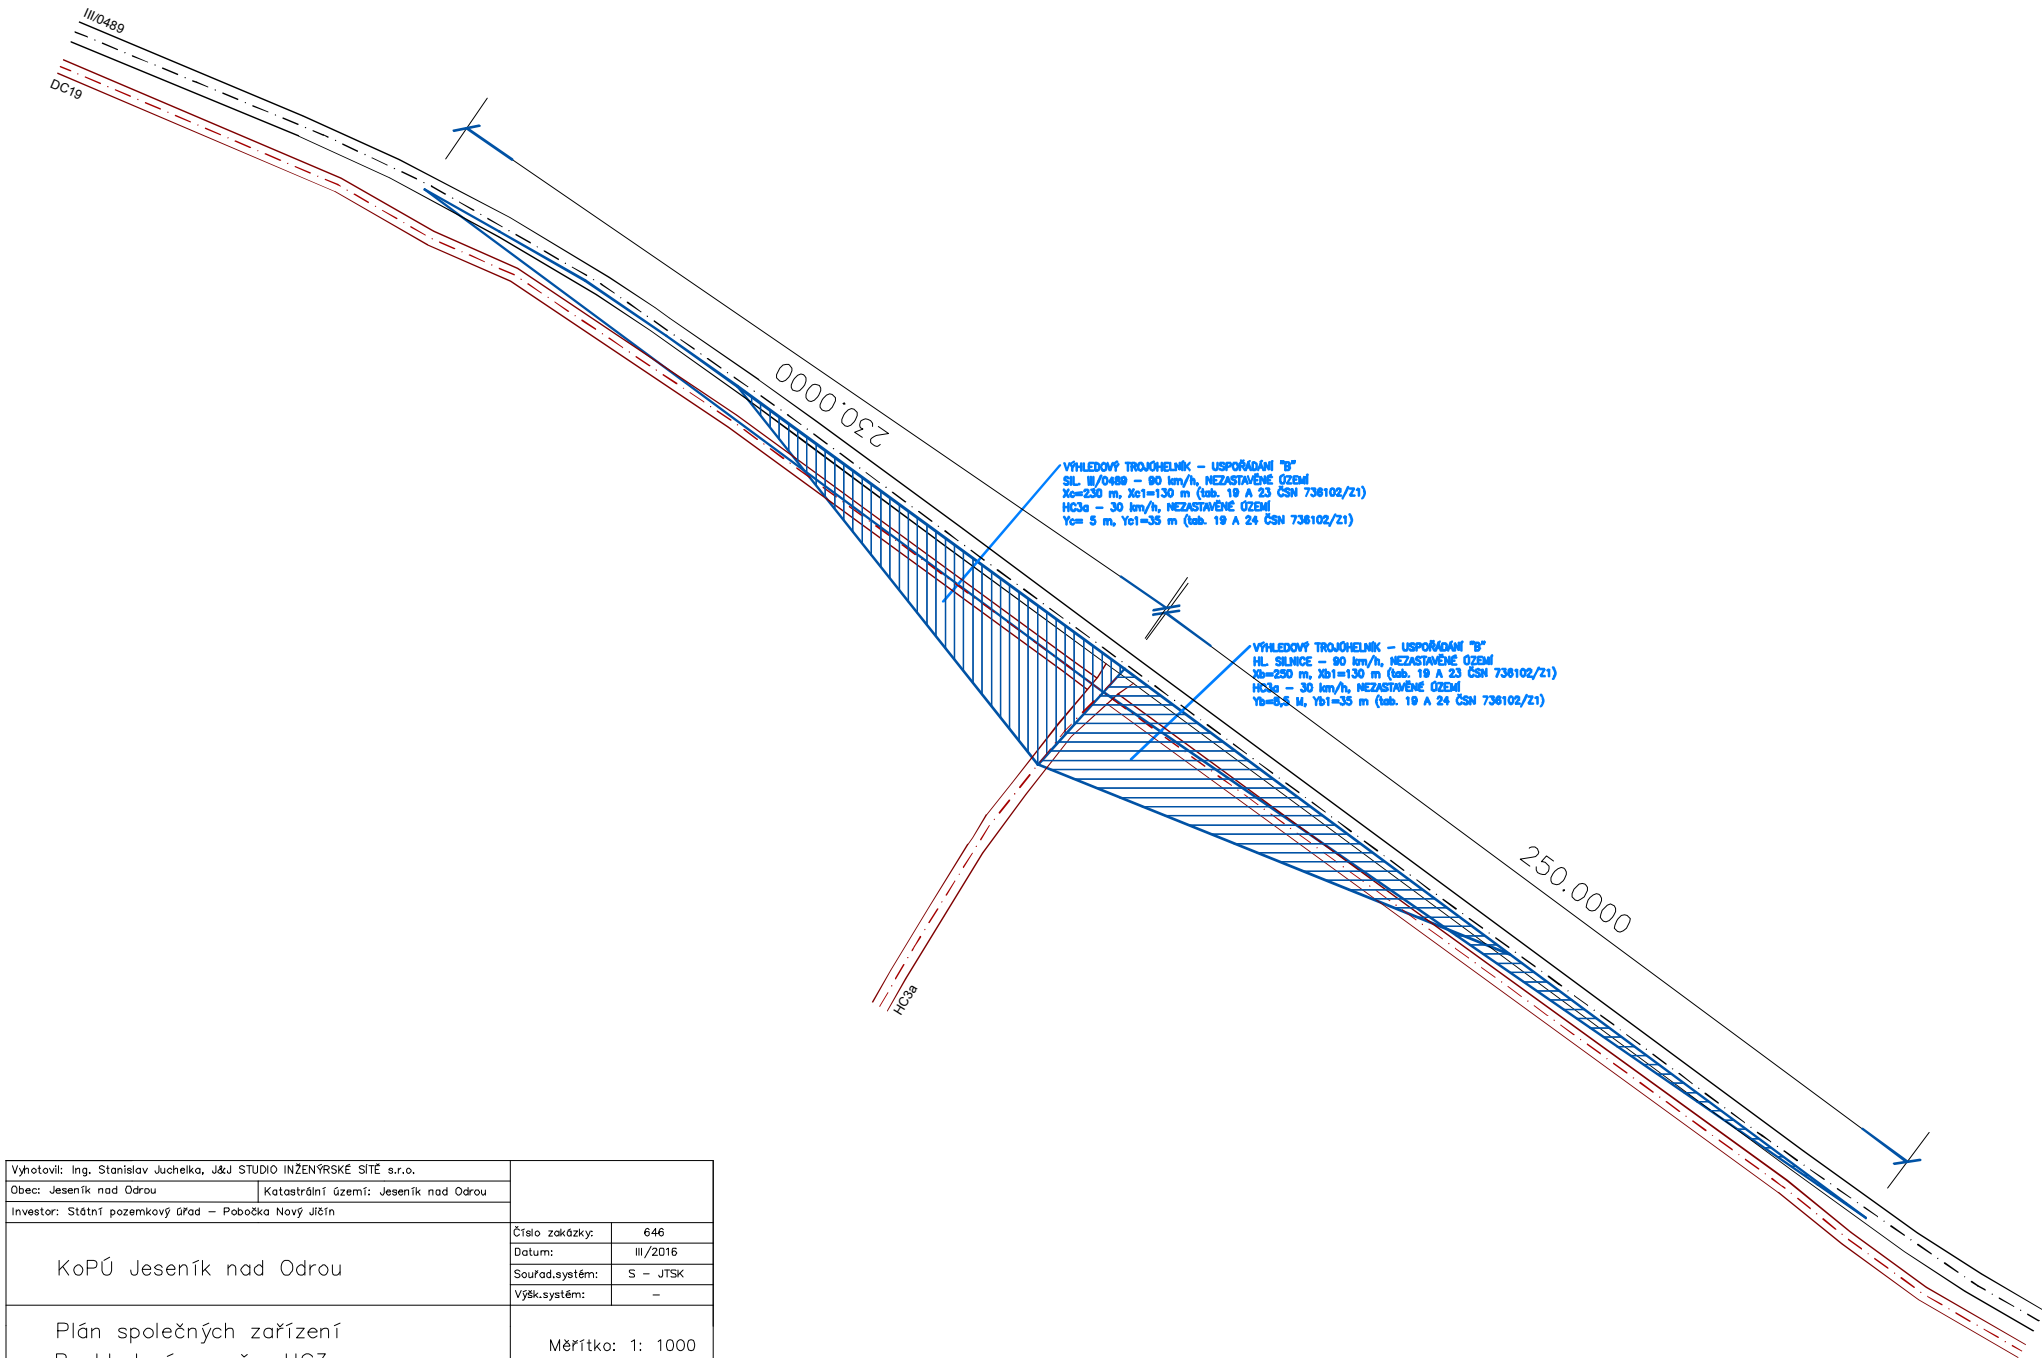 III/0489
DC19
230.0000
VÝHLEDOVÝ TROJÚHELNÍK – USPOŘÁDÁNÍ "B"
SIL. III/0489 – 90 km/h, NEZASTAVĚNÉ ÚZEMÍ
Xc=230 m, Xc1=130 m (tab. 19 A 23 ČSN 736102/Z1)
HC3a – 30 km/h, NEZASTAVĚNÉ ÚZEMÍ
Yc= 5 m, Yc1=35 m (tab. 19 A 24 ČSN 736102/Z1)
VÝHLEDOVÝ TROJÚHELNÍK – USPOŘÁDÁNÍ "B"
HL. SILNICE – 90 km/h, NEZASTAVĚNÉ ÚZEMÍ
Xb=250 m, Xb1=130 m (tab. 19 A 23 ČSN 736102/Z1)
HC3a – 30 km/h, NEZASTAVĚNÉ ÚZEMÍ
Yb=6,5 M, Yb1=35 m (tab. 19 A 24 ČSN 736102/Z1)
250.0000
HC3a
Vyhotovil: Ing. Stanislav Juchelka, J&J STUDIO INŽENÝRSKÉ SÍTĚ s.r.o.
Obec: Jeseník nad Odrou
Katastrální území: Jeseník nad Odrou
Investor: Státní pozemkový úřad – Pobočka Nový Jičín
Číslo zakázky: 646
Datum: III/2016
KoPÚ Jeseník nad Odrou
Souřad.systém: S – JTSK
Výšk.systém: –
Plán společných zařízení
Měřítko: 1: 1000